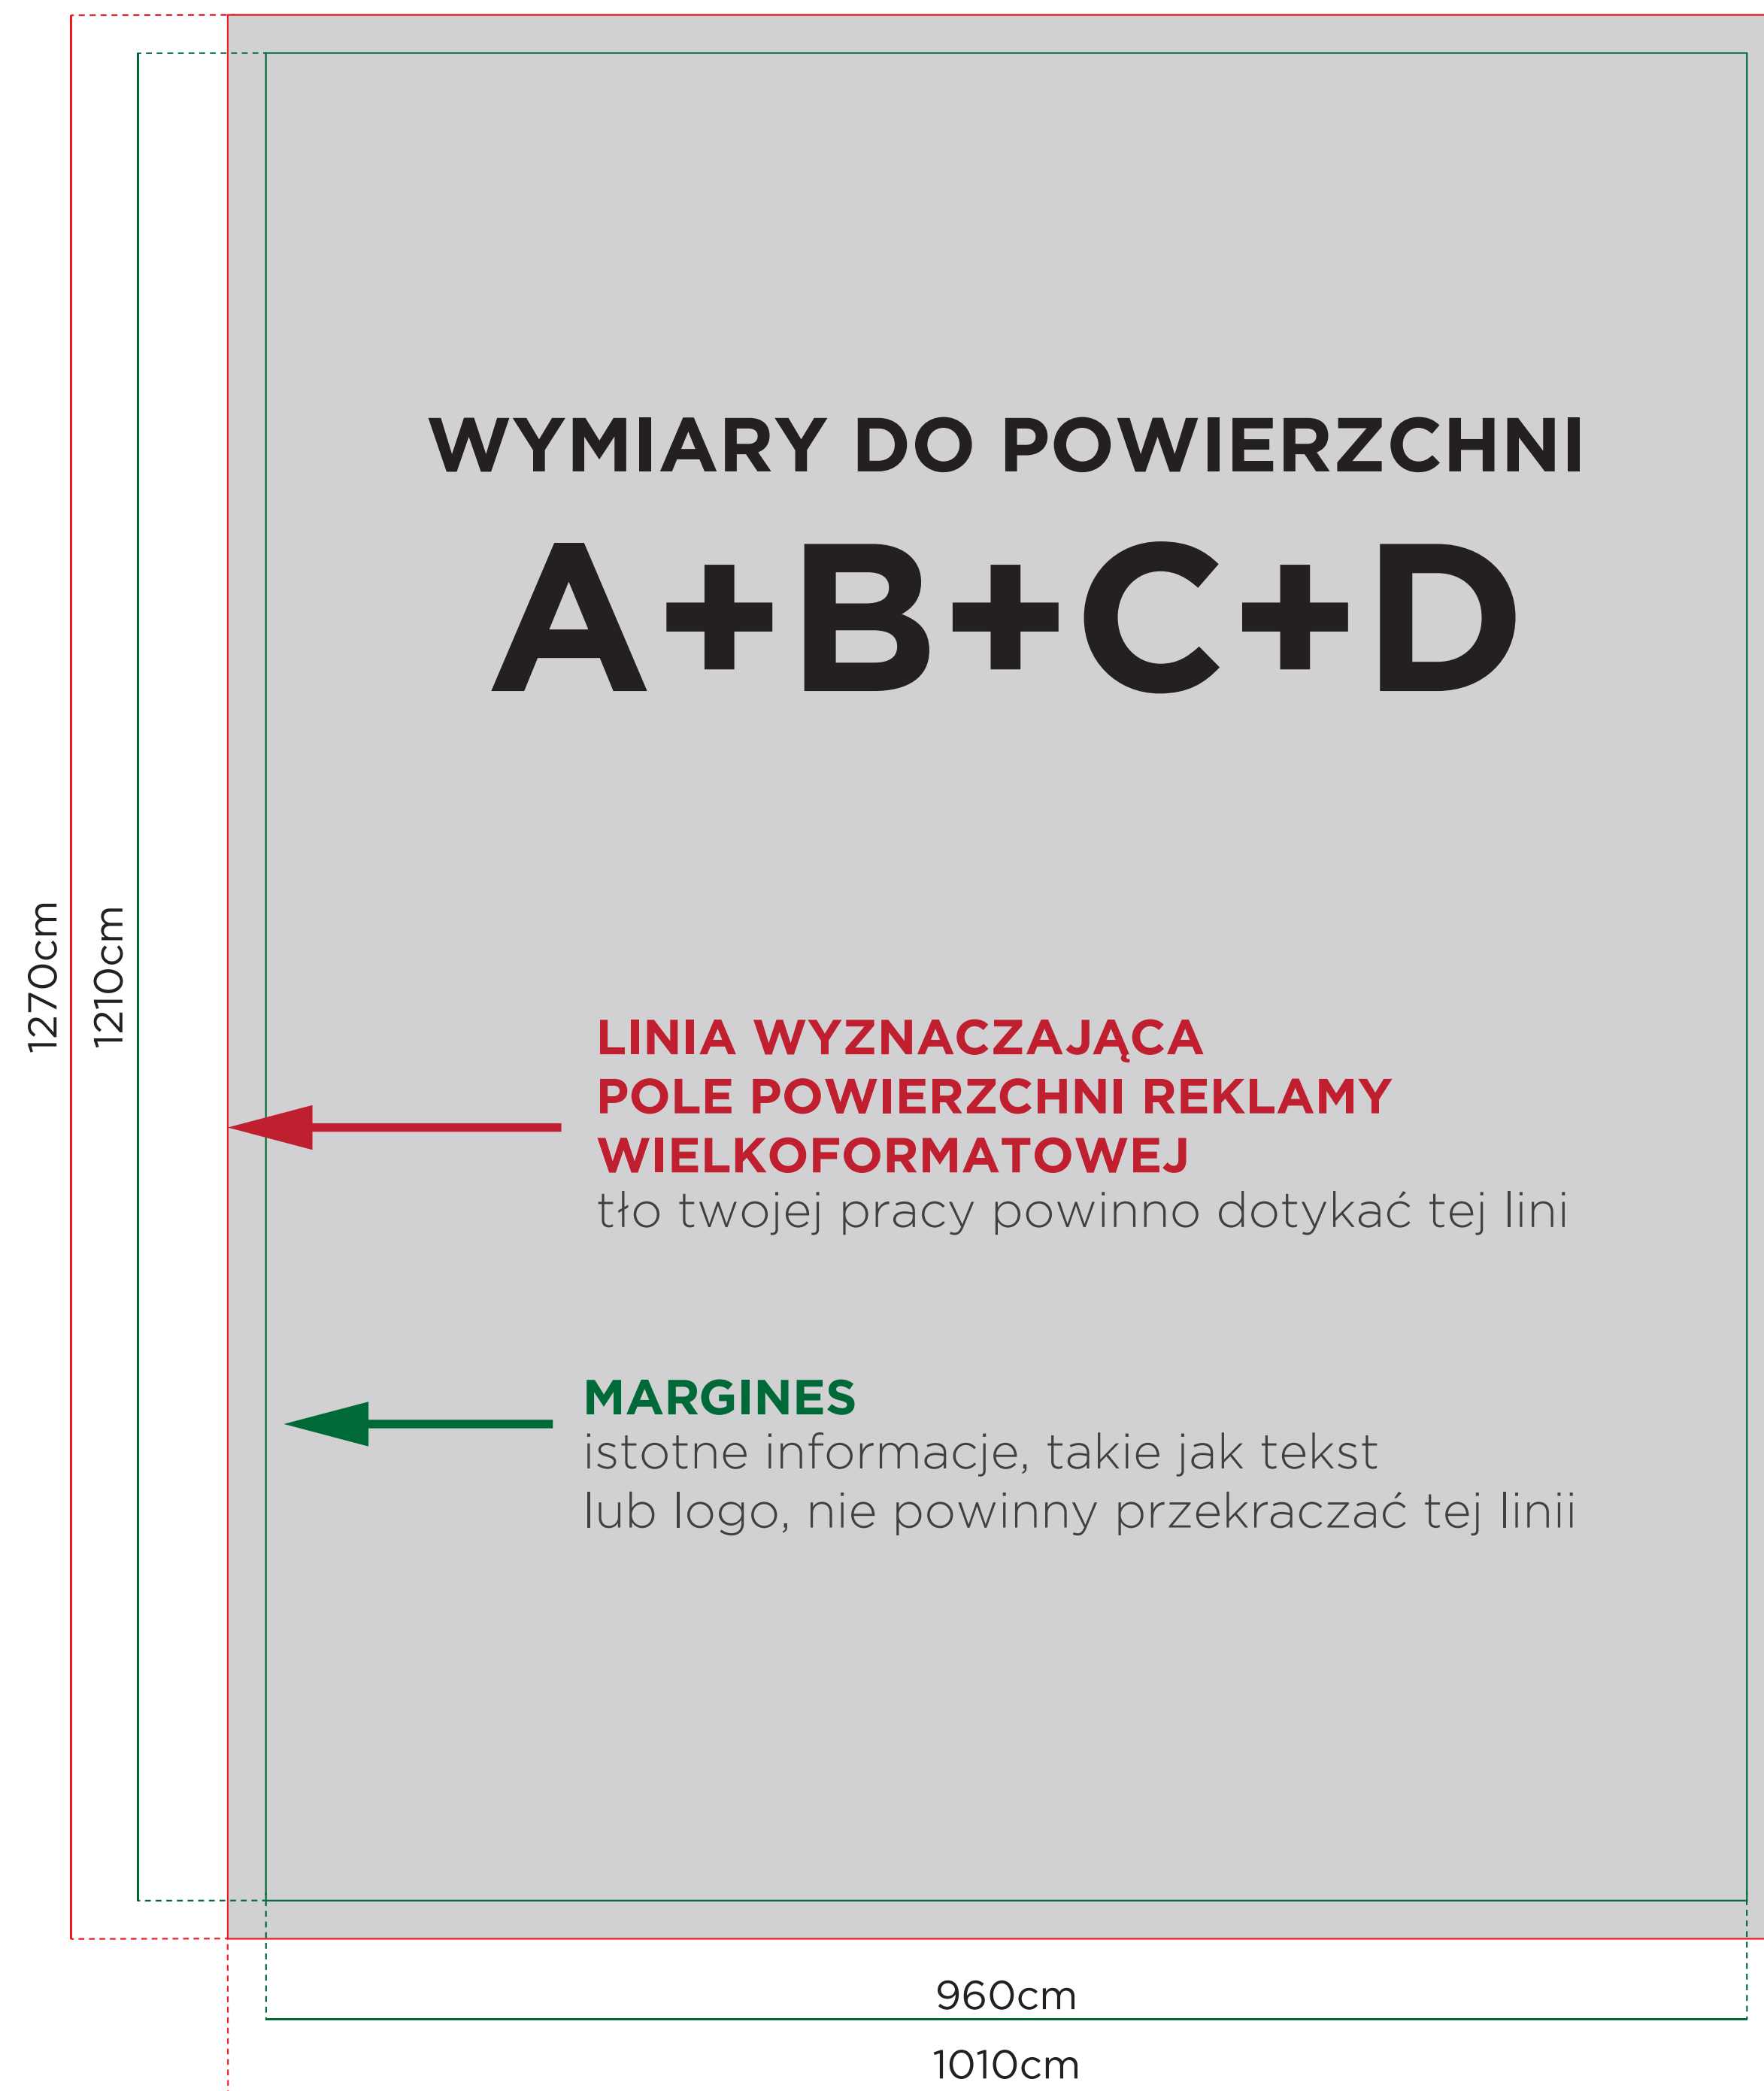 WYMIARY DO POWIERZCHNI
A+B+C+D
1270cm
1210cm
LINIA WYZNACZAJĄCA
POLE POWIERZCHNI REKLAMY
WIELKOFORMATOWEJ
tło twojej pracy powinno dotykać tej lini
MARGINES
istotne informacje, takie jak tekst
lub logo, nie powinny przekraczać tej linii
960cm
1010cm